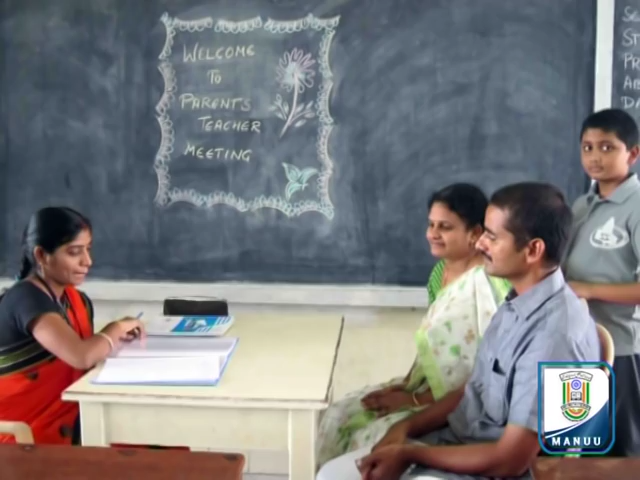 WELCOME
TO
PARENTS
TEACHER
MEETING
MANUU